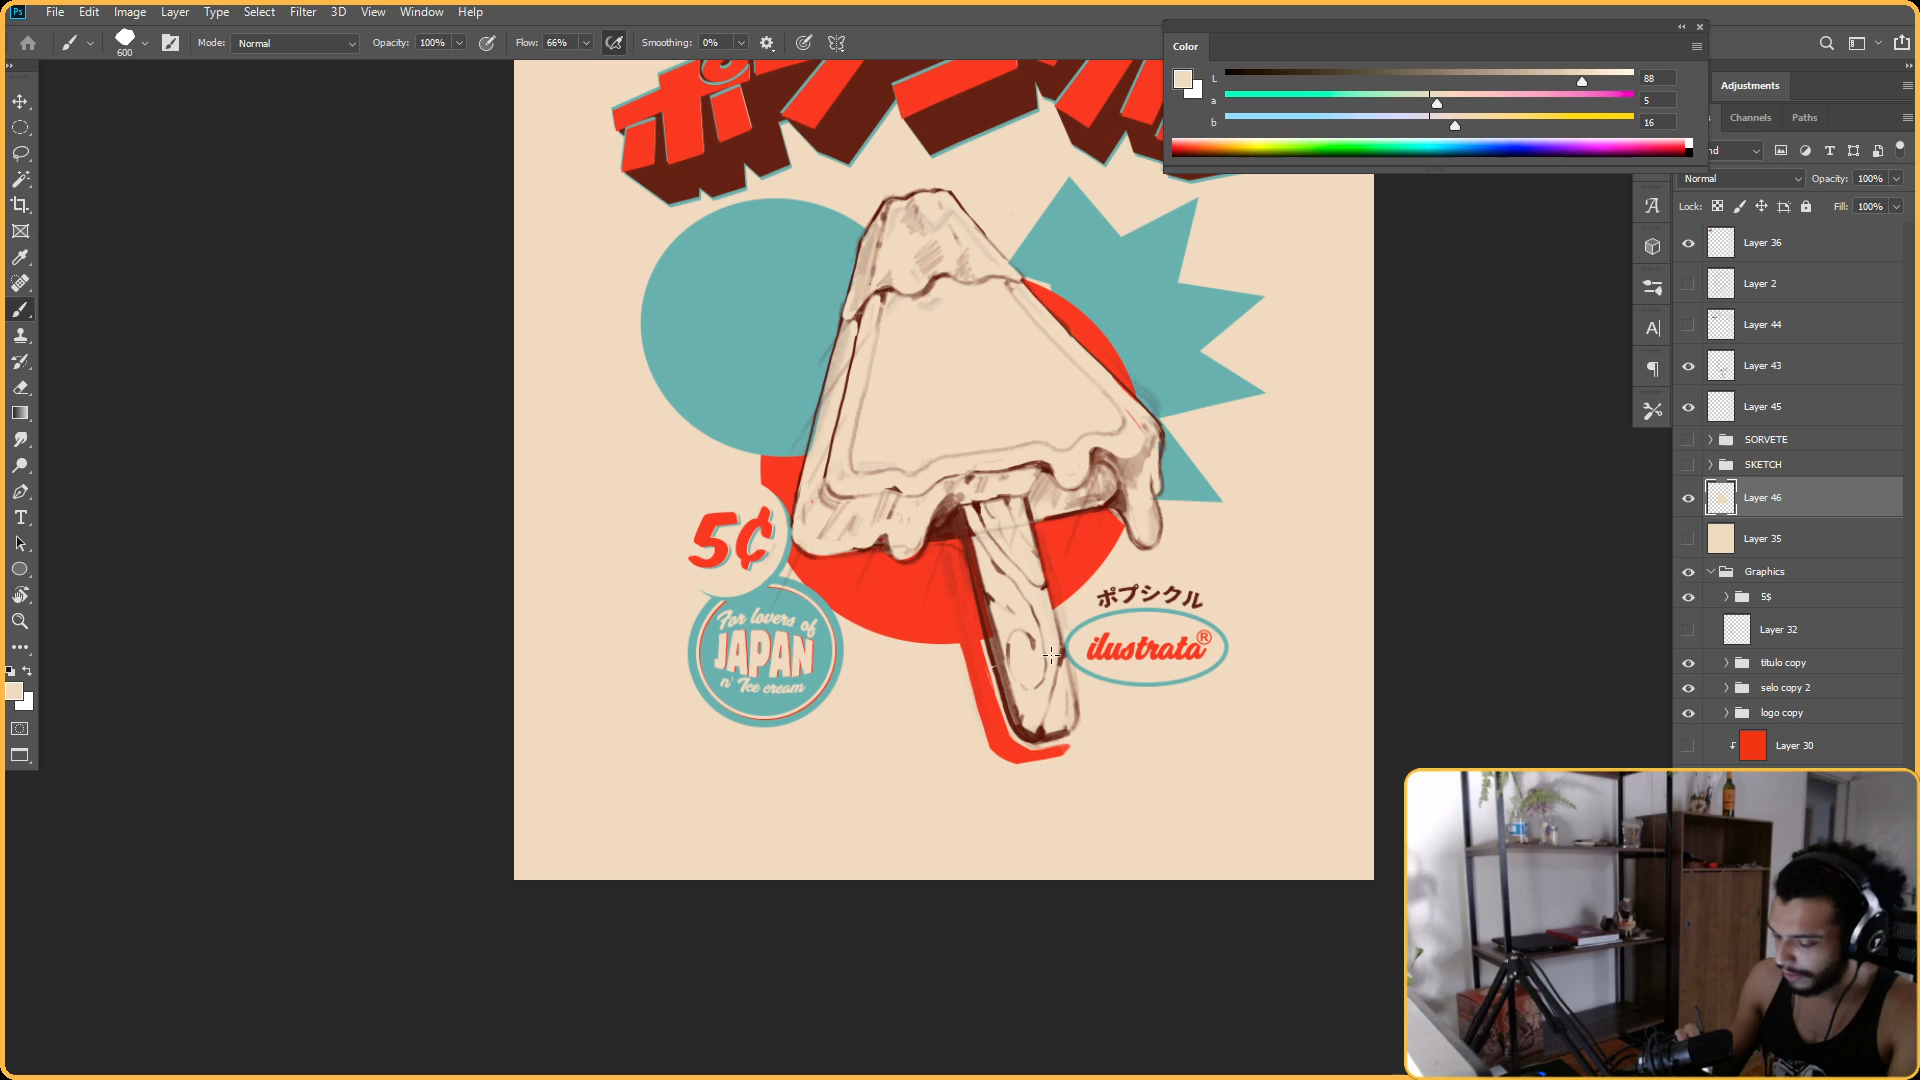 Ps File Edit Image Layer Type Select Filter 3D View Window Help
600 Mode: Normal Opacity: 100% Flow: 66% Smoothing: 0%
Color
L 88
a 5
b 16
Adjustments
Channels Paths
Normal Opacity: 100%
Lock: Fill: 100%
Layer 36
Layer 2
Layer 44
Layer 43
Layer 45
SORVETE
SKETCH
Layer 46
Layer 35
Graphics
5$
Layer 32
titulo copy
selo copy 2
logo copy
Layer 30
5¢
For lovers of
JAPAN
n' Ice cream
ポプシクル
ilustrata®